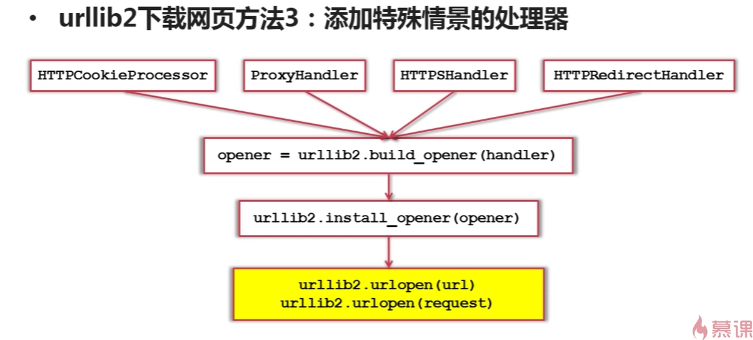 • urllib2下载网页方法3：添加特殊情景的处理器
HTTPCookieProcessor
ProxyHandler
HTTPSHandler
HTTPRedirectHandler
opener = urllib2.build_opener(handler)
urllib2.install_opener(opener)
urllib2.urlopen(url)
urllib2.urlopen(request)
慕课